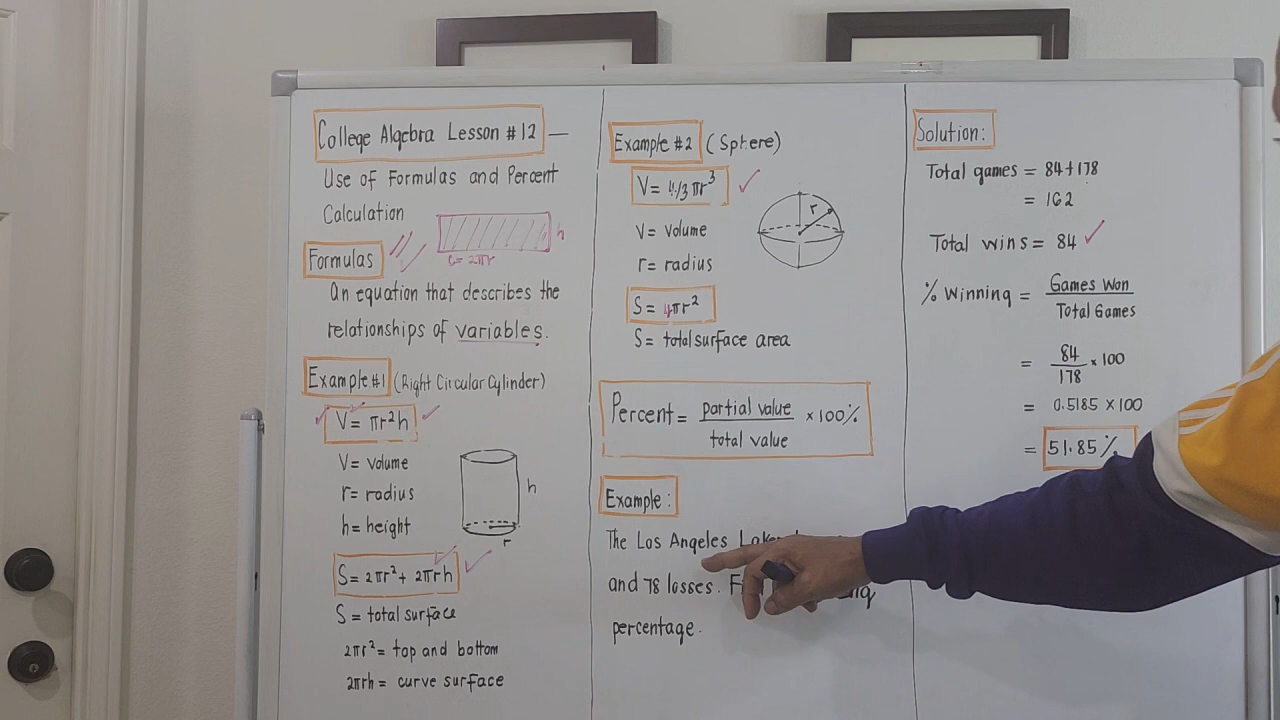 College Algebra Lesson #12 —
Use of Formulas and Percent
Calculation
h
C = 2πr
Formulas
An equation that describes the
relationships of variables.
Example #1 (Right Circular Cylinder)
V = πr²h
V = volume
r = radius
h = height
h
r
S = 2πr² + 2πrh
S = total surface
2πr² = top and bottom
2πrh = curve surface
Example #2 (Sphere)
V = 4/3 πr³
r
V = volume
r = radius
S = 4πr²
S = total surface area
Percent = partial value / total value × 100%
Example:
The Los Angeles
and 78 losses.
percentage.
Solution:
Total games = 84+178
= 162
Total wins = 84
% Winning = Games Won / Total Games
= 84 / 178 × 100
= 0.5185 × 100
= 51.85%